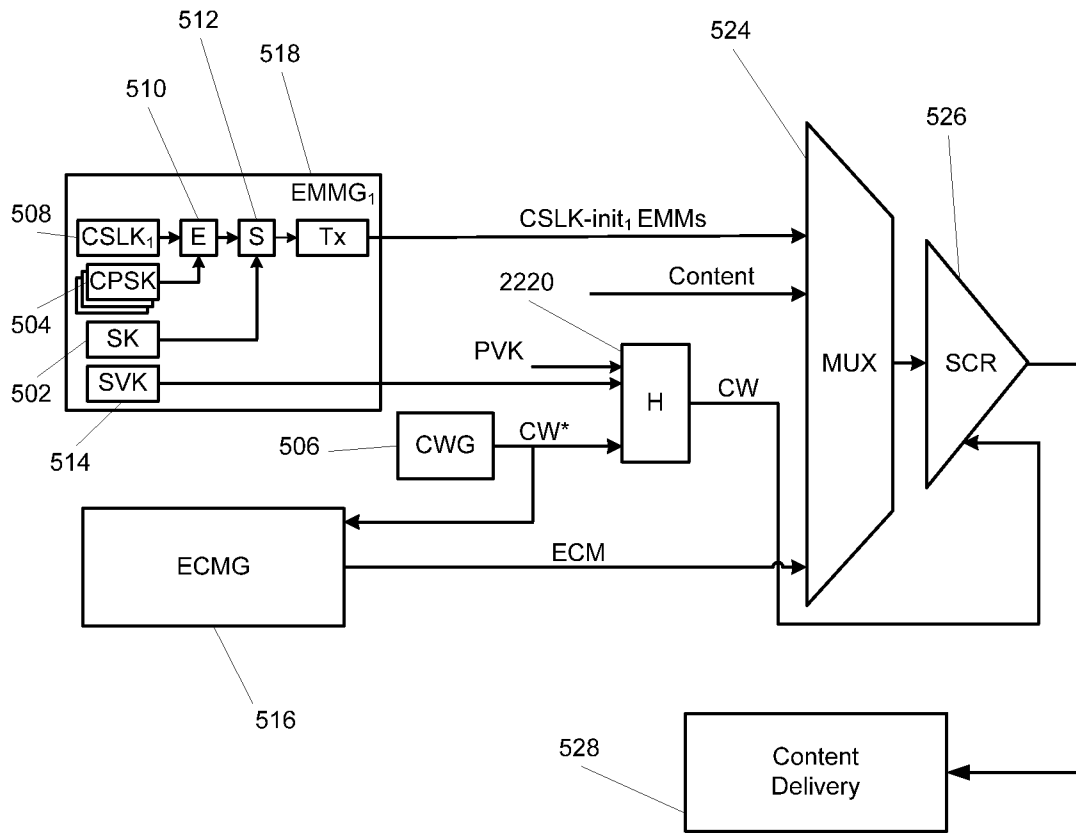 512
524
518
510
526
EMMG₁
508
CSLK₁
E
S
Tx
CSLK-init₁ EMMs
CPSK
504
2220
Content
SK
PVK
MUX
SCR
502
SVK
H
CW
514
506
CWG
CW*
ECMG
ECM
516
528
Content
Delivery